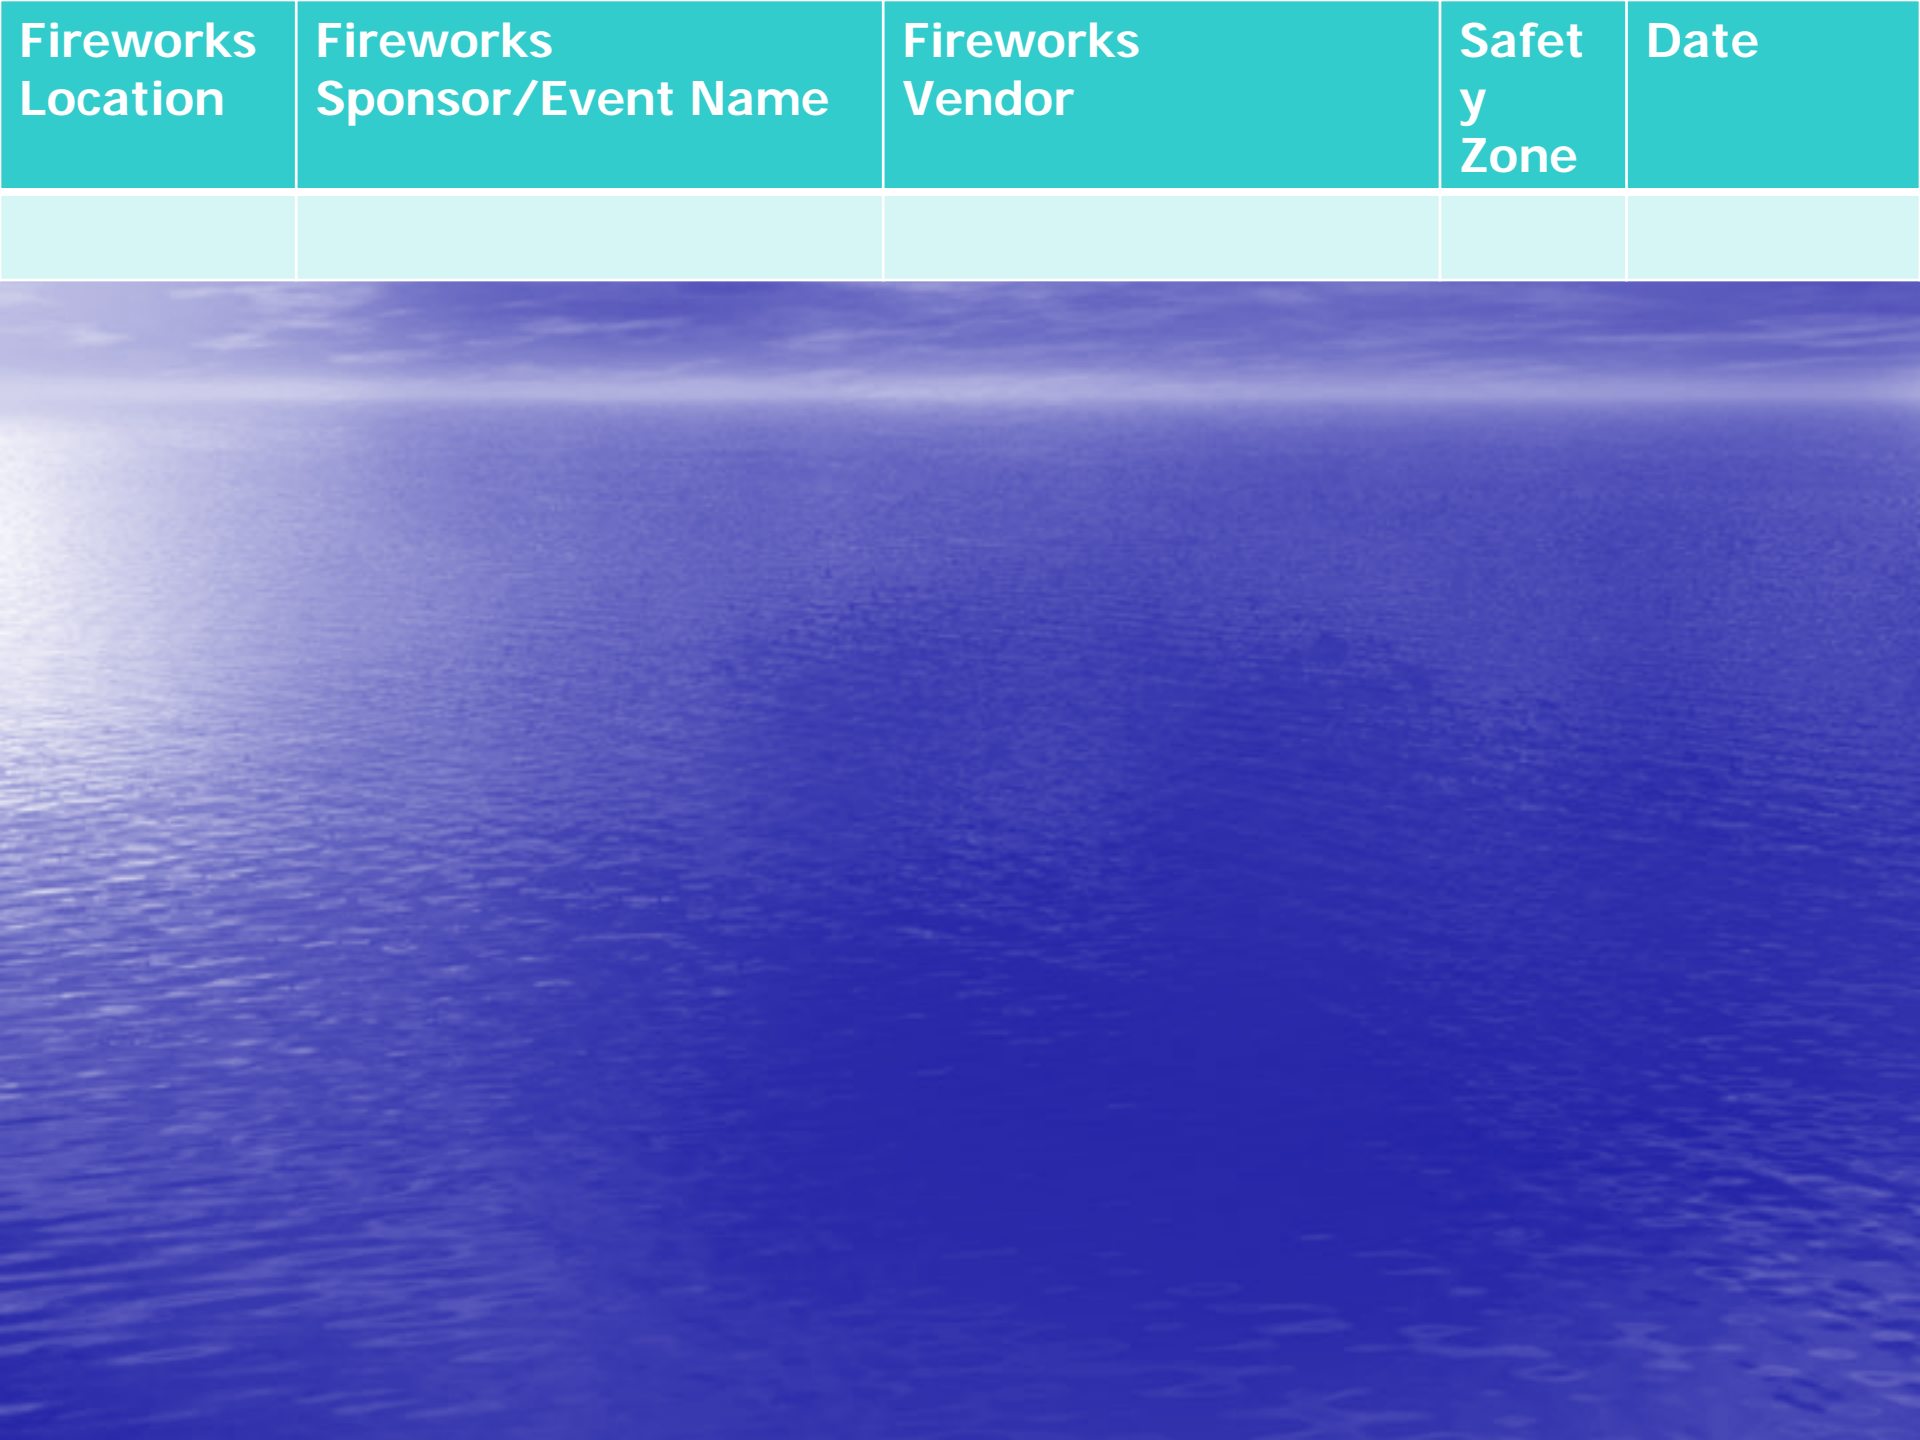 Fireworks
Location
Fireworks
Sponsor/Event Name
Fireworks
Vendor
Safet
y
Zone
Date